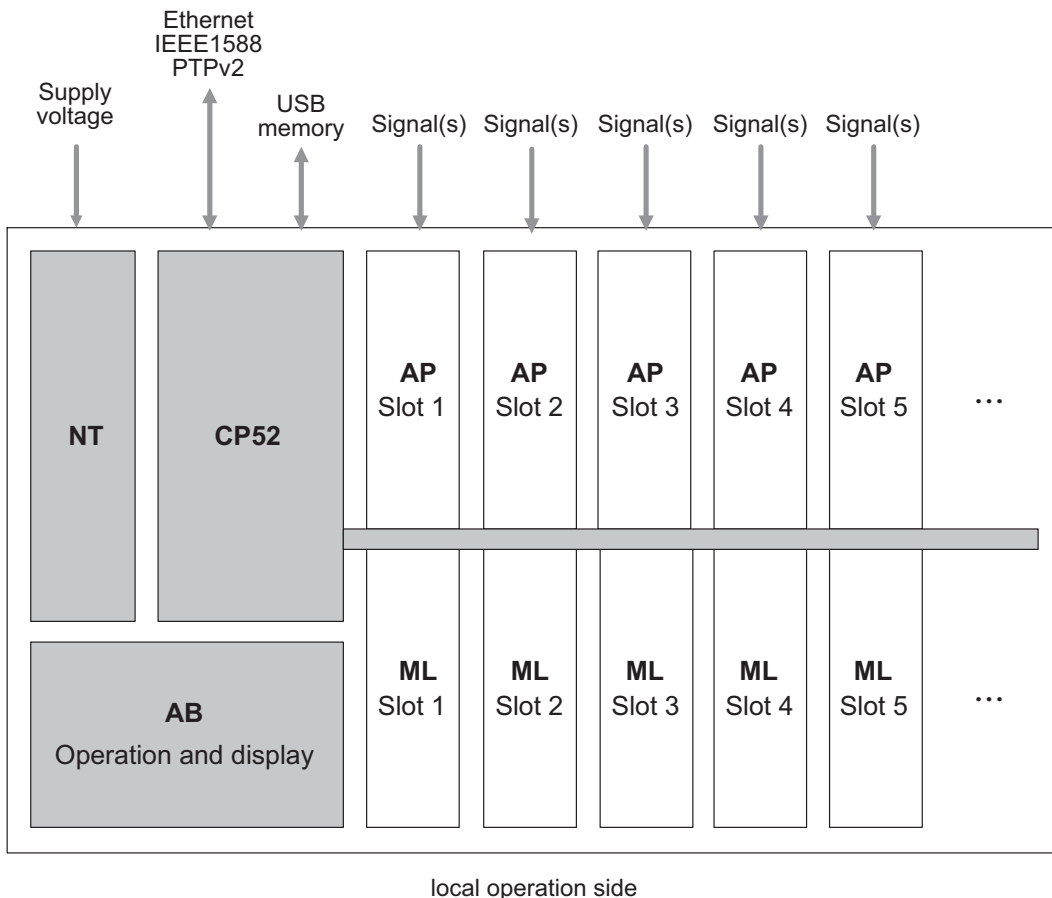 Ethernet
IEEE1588
PTPv2
Supply
voltage
USB
memory
Signal(s)
Signal(s)
Signal(s)
Signal(s)
Signal(s)
NT
CP52
AP
Slot 1
AP
Slot 2
AP
Slot 3
AP
Slot 4
AP
Slot 5
...
AB
Operation and display
ML
Slot 1
ML
Slot 2
ML
Slot 3
ML
Slot 4
ML
Slot 5
...
local operation side